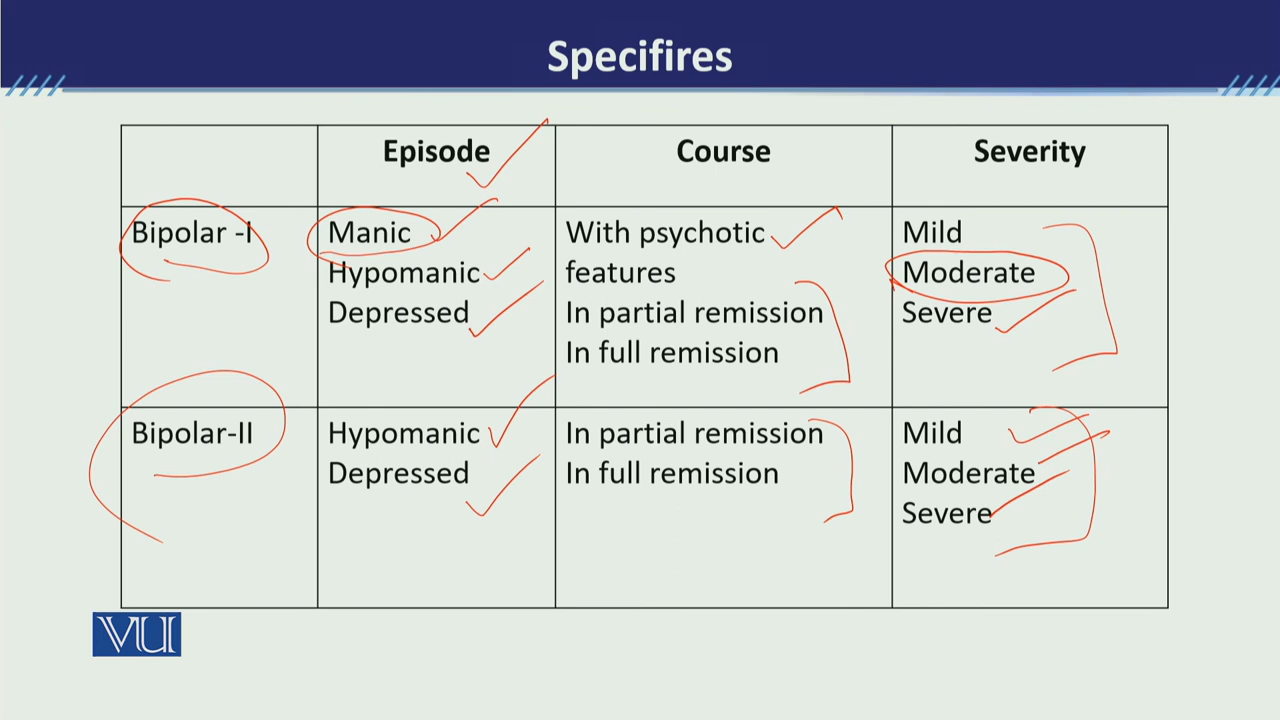 Specifires
Episode
Course
Severity
Bipolar -I
Manic
Hypomanic
Depressed
With psychotic
features
In partial remission
In full remission
Mild
Moderate
Severe
Bipolar-II
Hypomanic
Depressed
In partial remission
In full remission
Mild
Moderate
Severe
VU